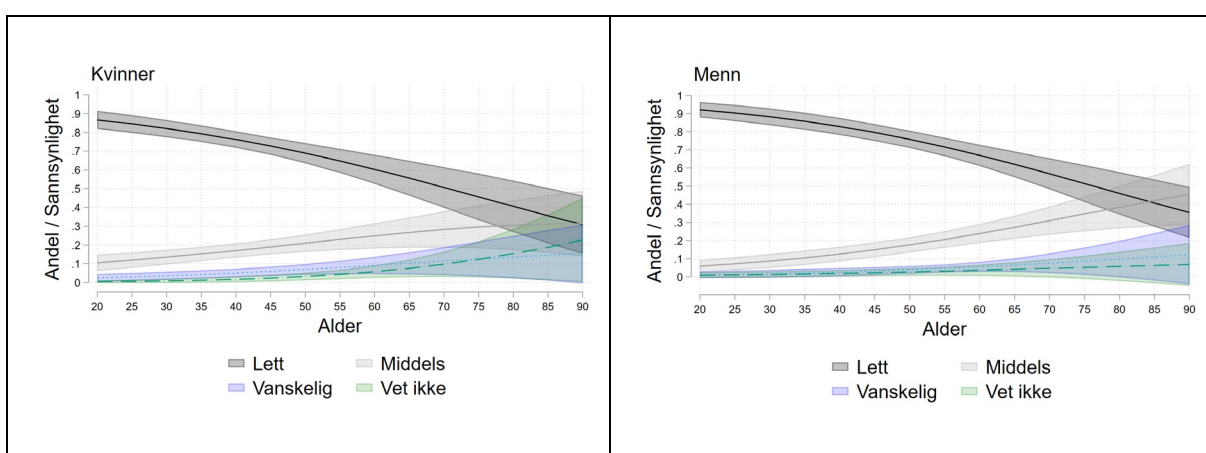 Kvinner
Andel / Sannsynlighet
1
.9
.8
.7
.6
.5
.4
.3
.2
.1
0
20 25 30 35 40 45 50 55 60 65 70 75 80 85 90
Alder
Lett Middels
Vanskelig Vet ikke
Menn
Andel / Sannsynlighet
1
.9
.8
.7
.6
.5
.4
.3
.2
.1
0
20 25 30 35 40 45 50 55 60 65 70 75 80 85 90
Alder
Lett Middels
Vanskelig Vet ikke